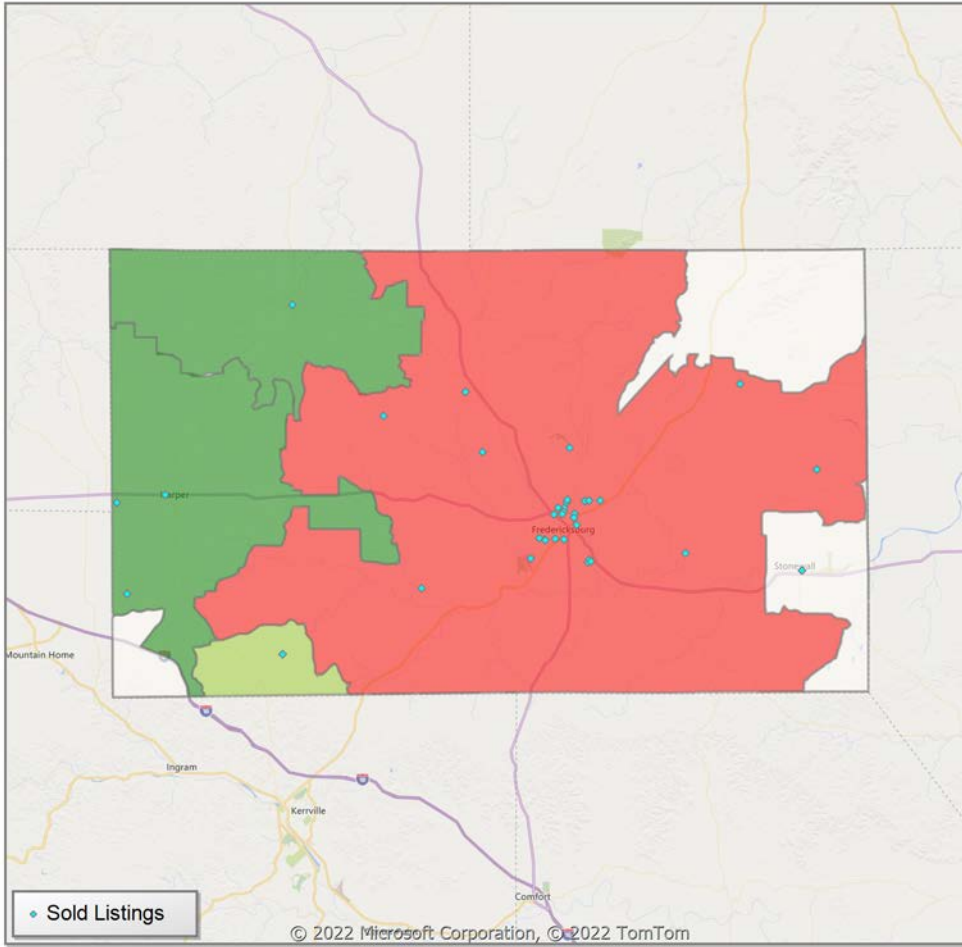 Harper
Fredericksburg
Stonewall
Mountain Home
Ingram
Kerrville
Comfort
Sold Listings
© 2022 Microsoft Corporation, © 2022 TomTom